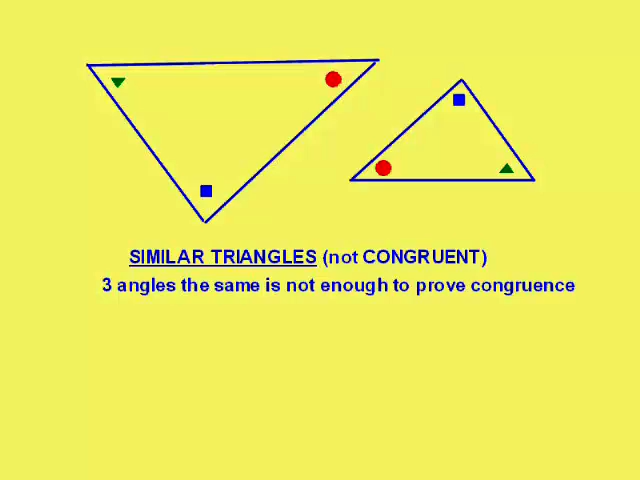 SIMILAR TRIANGLES (not CONGRUENT)
3 angles the same is not enough to prove congruence